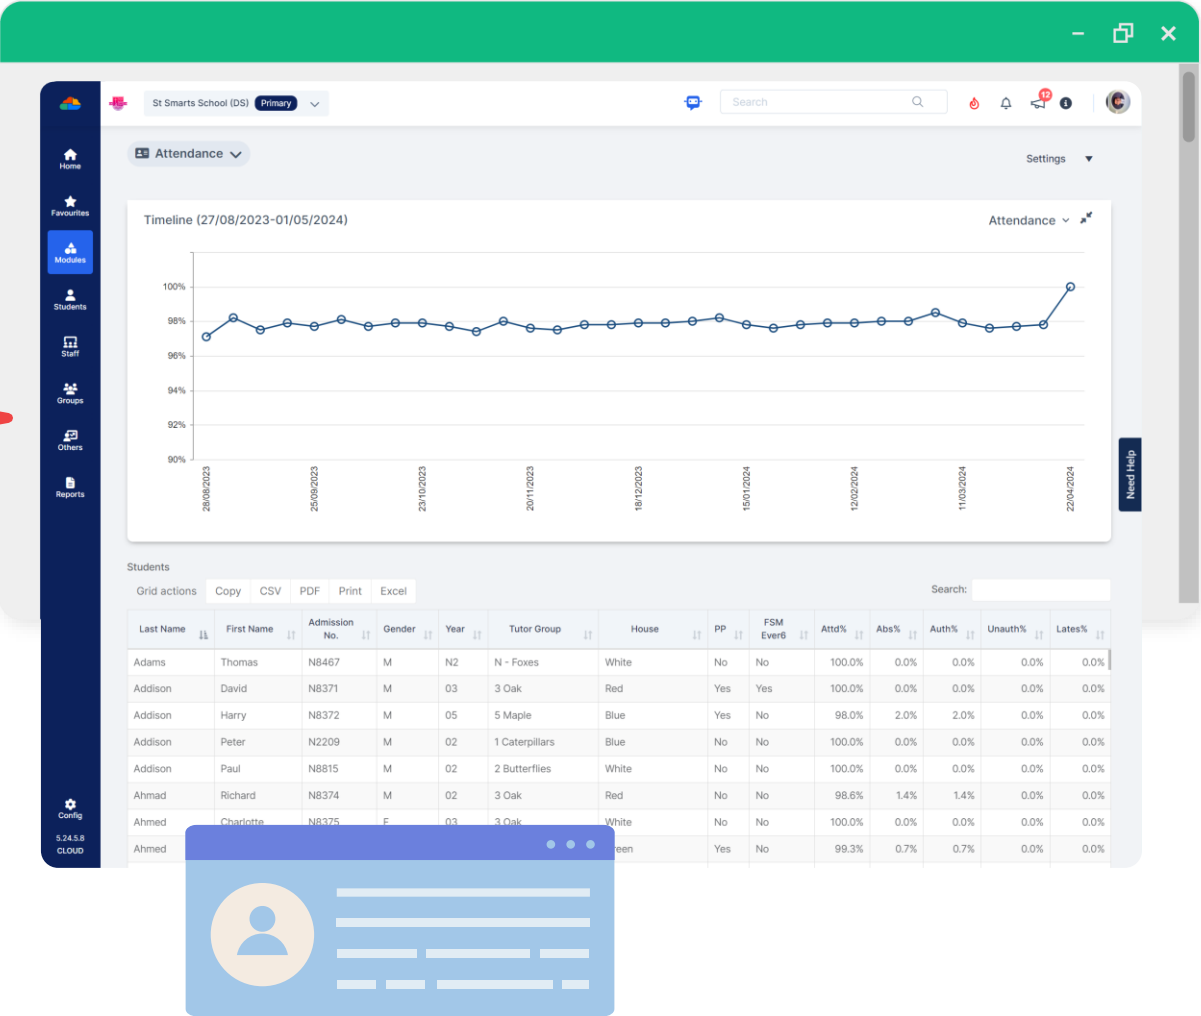 St Smarts School (DS) Primary
Search
12
Home
Favourites
Modules
Students
Staff
Groups
Others
Reports
Config
5.24.5.8
CLOUD
Attendance
Settings
Timeline (27/08/2023-01/05/2024)
Attendance
100%
98%
96%
94%
92%
90%
28/08/2023
25/09/2023
23/10/2023
20/11/2023
18/12/2023
15/01/2024
12/02/2024
11/03/2024
22/04/2024
Need Help
Students
Grid actions Copy CSV PDF Print Excel
Search:
Last Name First Name Admission No. Gender Year Tutor Group House PP FSM Ever6 Attd% Abs% Auth% Unauth% Lates%
Adams Thomas N8467 M N2 N - Foxes White No No 100.0% 0.0% 0.0% 0.0% 0.0%
Addison David N8371 M 03 3 Oak Red Yes Yes 100.0% 0.0% 0.0% 0.0% 0.0%
Addison Harry N8372 M 05 5 Maple Blue Yes No 98.0% 2.0% 2.0% 0.0% 0.0%
Addison Peter N2209 M 02 1 Caterpillars Blue No No 100.0% 0.0% 0.0% 0.0% 0.0%
Addison Paul N8815 M 02 2 Butterflies White No No 100.0% 0.0% 0.0% 0.0% 0.0%
Ahmad Richard N8374 M 02 3 Oak Red No No 98.6% 1.4% 1.4% 0.0% 0.0%
Ahmed Charlotte N8375 F 03 3 Oak White No No 100.0% 0.0% 0.0% 0.0% 0.0%
Ahmed reen Yes No 99.3% 0.7% 0.7% 0.0% 0.0%